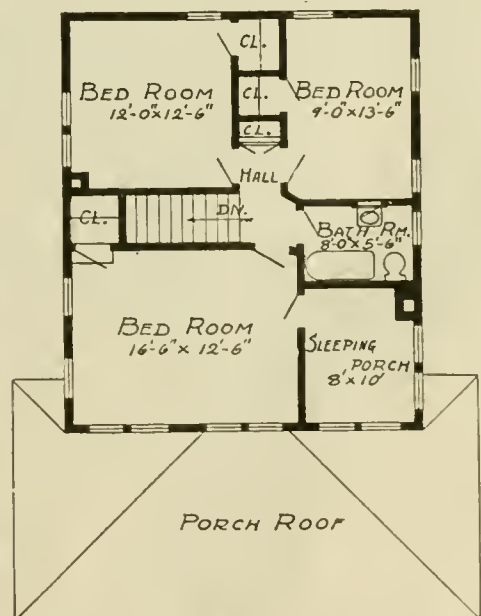 CL.
BED ROOM
12'-0"x12'-6"
CL.
BED ROOM
9'-0"x13'-6"
CL.
HALL
CL.
DN.
BATH RM.
8'-0"x5'-6"
BED ROOM
16'-6"x 12'-6"
SLEEPING
PORCH
8'x10'
PORCH ROOF